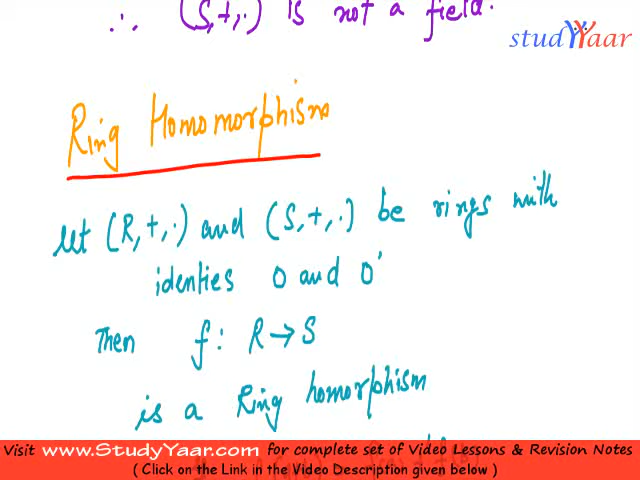 ∴ (S,+,·) is not a field.
studYYaar
Ring Homomorphism
let (R,+,·) and (S,+,·) be rings with
identies 0 and 0'
Then f: R→S
is a Ring homorphism
Visit www.StudyYaar.com for complete set of Video Lessons & Revision Notes
( Click on the Link in the Video Description given below )